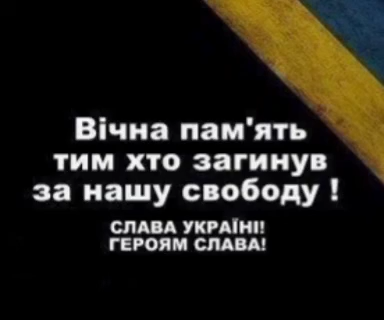 Вічна пам'ять
тим хто загинув
за нашу свободу !
СЛАВА УКРАЇНІ!
ГЕРОЯМ СЛАВА!